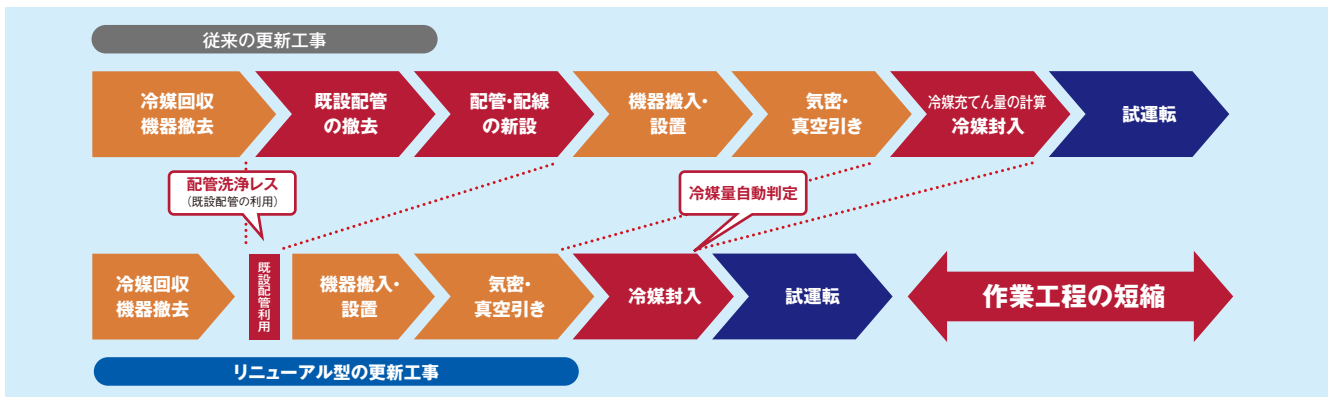 従来の更新工事
冷媒回収
機器撤去
既設配管
の撤去
配管・配線
の新設
機器搬入・
設置
気密・
真空引き
冷媒充てん量の計算
冷媒封入
試運転
配管洗浄レス
(既設配管の利用)
冷媒量自動判定
冷媒回収
機器撤去
既設配管利用
機器搬入・
設置
気密・
真空引き
冷媒封入
試運転
作業工程の短縮
リニューアル型の更新工事